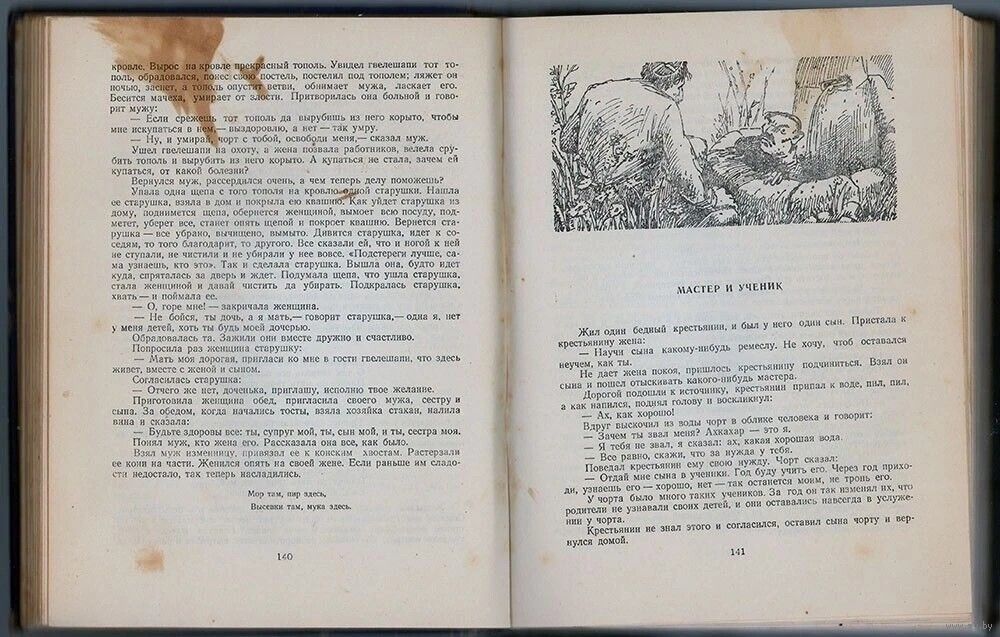 кровле. Вырос на кровле прекрасный тополь. Увидел гвелешапи тот то-
поль, обрадовался, понес свою постель, постелил под тополем; ляжет он
ночью, заснет, а тополь опустит ветви, обнимает мужа, ласкает его.
Бесится мачеха, умирает от злости. Притворилась она больной и гово-
рит мужу:
— Если срежешь тот тополь да вырубишь из него корыто, чтобы
мне искупаться в нем, — выздоровлю, а нет — так умру.
— Ну, и умирай, чорт с тобой, освободи меня, — сказал муж.
Ушел гвелешапи на охоту, а жена позвала работников, велела сру-
бить тополь и вырубить из него корыто. А купаться не стала, зачем ей
купаться, от какой болезни?
Вернулся муж, рассердился очень, а чем теперь делу поможешь?
Упала одна щепа с того тополя на кровлю одной старушки. Нашла
ее старушка, взяла в дом и покрыла ею квашню. Как уйдет старушка из
дому, поднимется щепа, обернется женщиной, вымоет всю посуду, под-
метет, уберет все, станет опять щепой и покроет квашню. Вернется ста-
рушка — все убрано, вычищено, вымыто. Дивится старушка, идет к со-
седям, то того благодарит, то другого. Все сказали ей, что и ногой к ней
не ступали, не чистили и не убирали у нее вовсе. «Подстереги лучше, са-
ма узнаешь, кто это». Так и сделала старушка. Вышла она, будто идет
куда, спряталась за дверь и ждет. Подумала щепа, что ушла старушка,
стала женщиной и давай чистить да убирать. Подкралась старушка,
хвать — и поймала ее.
— О, горе мне! — закричала женщина.
— Не бойся, ты дочь, а я мать, — говорит старушка, — одна я, нет
у меня детей, хоть ты будь моей дочерью.
Обрадовалась та. Зажили они вместе дружно и счастливо.
Попросила раз женщина старушку:
— Мать моя дорогая, пригласи ко мне в гости гвелешапи, что здесь
живет, вместе с женой и сыном.
Согласилась старушка:
— Отчего же нет, доченька, приглашу, исполню твое желание.
Приготовила женщина обед, пригласила своего мужа, сестру и
сына. За обедом, когда начались тосты, взяла хозяйка стакан, налила
вина и сказала:
— Будьте здоровы все: ты, супруг мой, ты, сын мой, и ты, сестра моя.
Понял муж, кто жена его. Рассказала она все, как было.
Взял муж изменницу, привязал ее к конским хвостам. Растерзали
ее кони на части. Женился опять на своей жене. Если раньше им сладо-
сти недостало, так теперь насладились.
Мор там, пир здесь,
Высевки там, мука здесь.
140
МАСТЕР И УЧЕНИК
Жил один бедный крестьянин, и был у него один сын. Пристала к
крестьянину жена:
— Научи сына какому-нибудь ремеслу. Не хочу, чтоб оставался
неучем, как ты.
Не дает жена покоя, пришлось крестьянину подчиниться. Взял он
сына и пошел отыскивать какого-нибудь мастера.
Дорогой подошли к источнику, крестьянин припал к воде, пил, пил,
а как напился, поднял голову и воскликнул:
— Ах, как хорошо!
Вдруг выскочил из воды чорт в облике человека и говорит:
— Зачем ты звал меня? Ахкахар — это я.
— Я тебя не звал, я сказал: ах, какая хорошая вода.
— Все равно, скажи, что за нужда у тебя.
Поведал крестьянин ему свою нужду. Чорт сказал:
— Отдай мне сына в ученики. Год буду учить его. Через год прихо-
ди, узнаешь его — хорошо, нет — так останется моим, не тронь его.
У чорта было много таких учеников. За год он так изменял их, что
родители не узнавали своих детей, и они оставались навсегда в услуже-
нии у чорта.
Крестьянин не знал этого и согласился, оставил сына чорту и вер-
нулся домой.
141